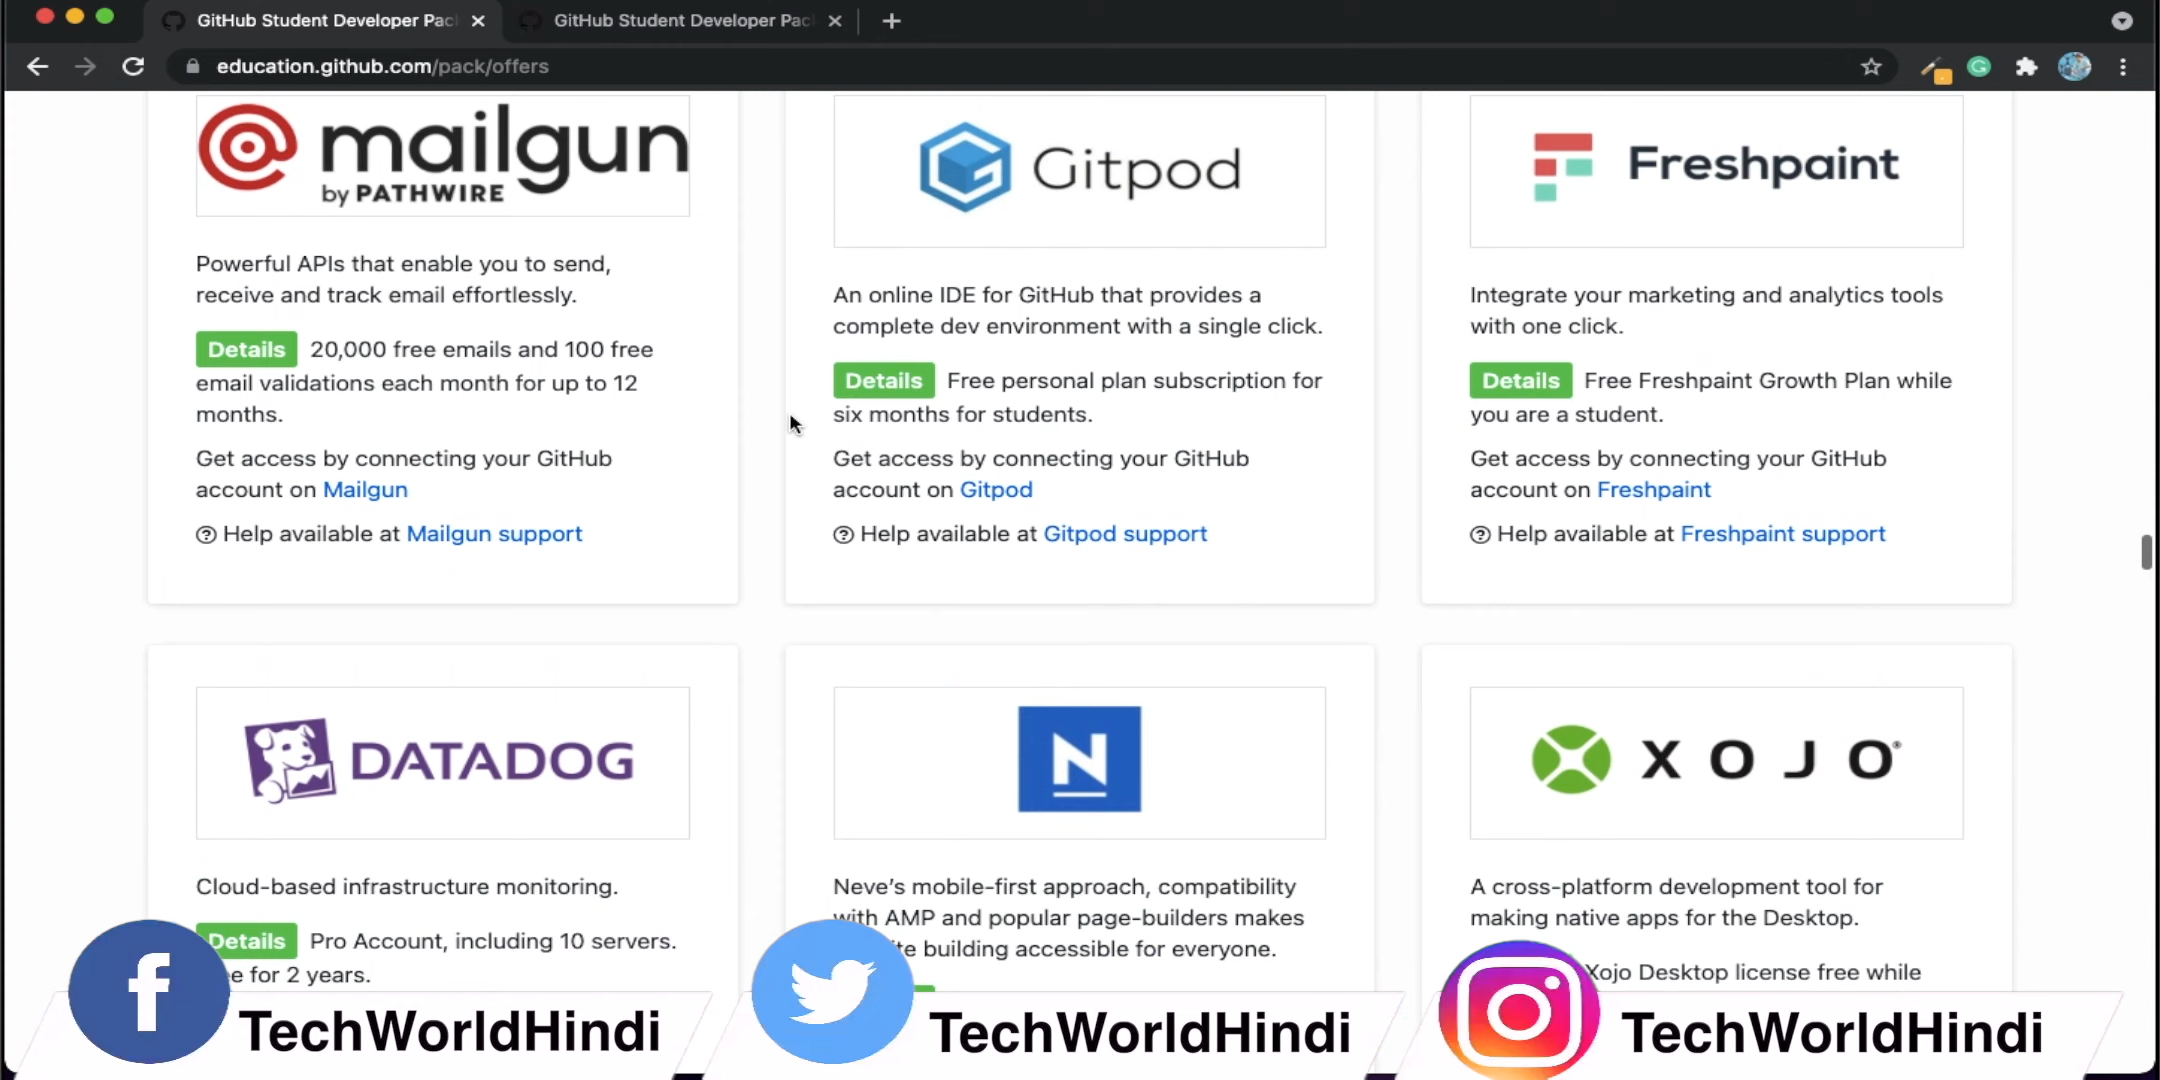 GitHub Student Developer Pac
GitHub Student Developer Pac
education.github.com/pack/offers
mailgun
by PATHWIRE
Powerful APIs that enable you to send,
receive and track email effortlessly.
Details 20,000 free emails and 100 free
email validations each month for up to 12
months.
Get access by connecting your GitHub
account on Mailgun
Help available at Mailgun support
Gitpod
An online IDE for GitHub that provides a
complete dev environment with a single click.
Details Free personal plan subscription for
six months for students.
Get access by connecting your GitHub
account on Gitpod
Help available at Gitpod support
Freshpaint
Integrate your marketing and analytics tools
with one click.
Details Free Freshpaint Growth Plan while
you are a student.
Get access by connecting your GitHub
account on Freshpaint
Help available at Freshpaint support
DATADOG
Cloud-based infrastructure monitoring.
Details Pro Account, including 10 servers.
for 2 years.
N
Neve's mobile-first approach, compatibility
with AMP and popular page-builders makes
building accessible for everyone.
XOJO
A cross-platform development tool for
making native apps for the Desktop.
Xojo Desktop license free while
TechWorldHindi
TechWorldHindi
TechWorldHindi